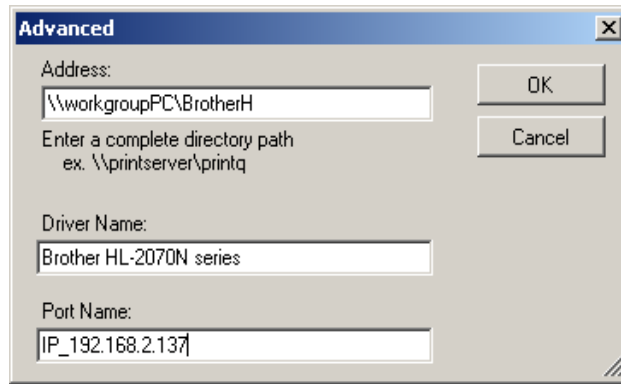 Advanced
Address:
OK
\\workgroupPC\BrotherH
Enter a complete directory path
Cancel
ex. \\printserver\printq
Driver Name:
Brother HL-2070N series
Port Name:
IP_192.168.2.137